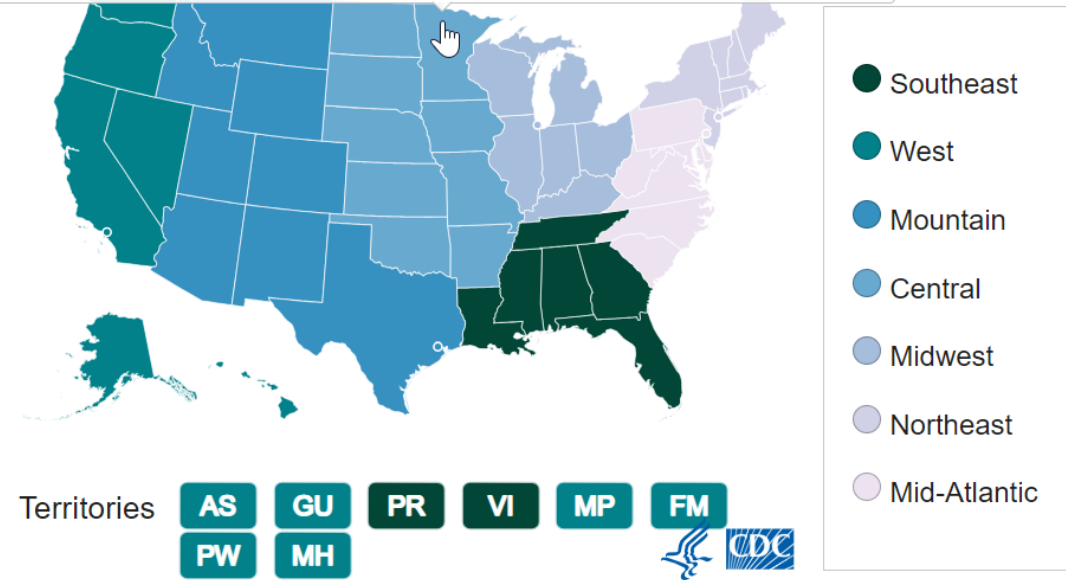 Southeast
West
Mountain
Central
Midwest
Northeast
Mid-Atlantic
Territories AS GU PR VI MP FM
PW MH
CDC